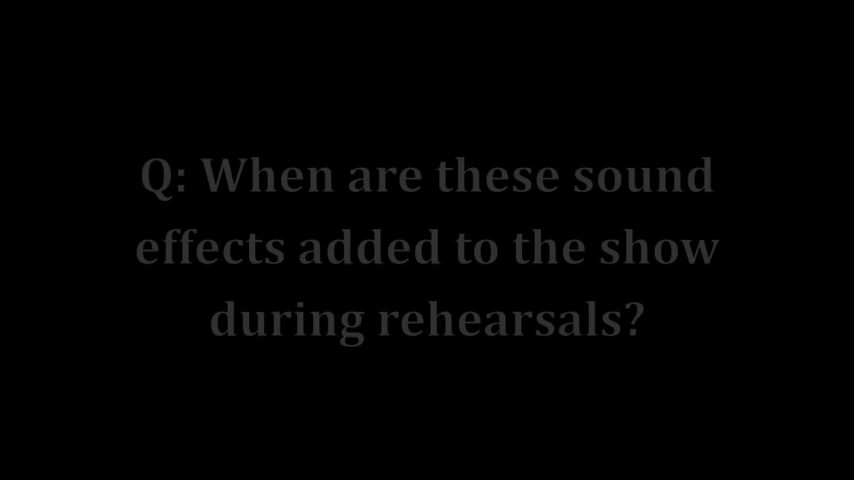 Q: When are these sound
effects added to the show
during rehearsals?